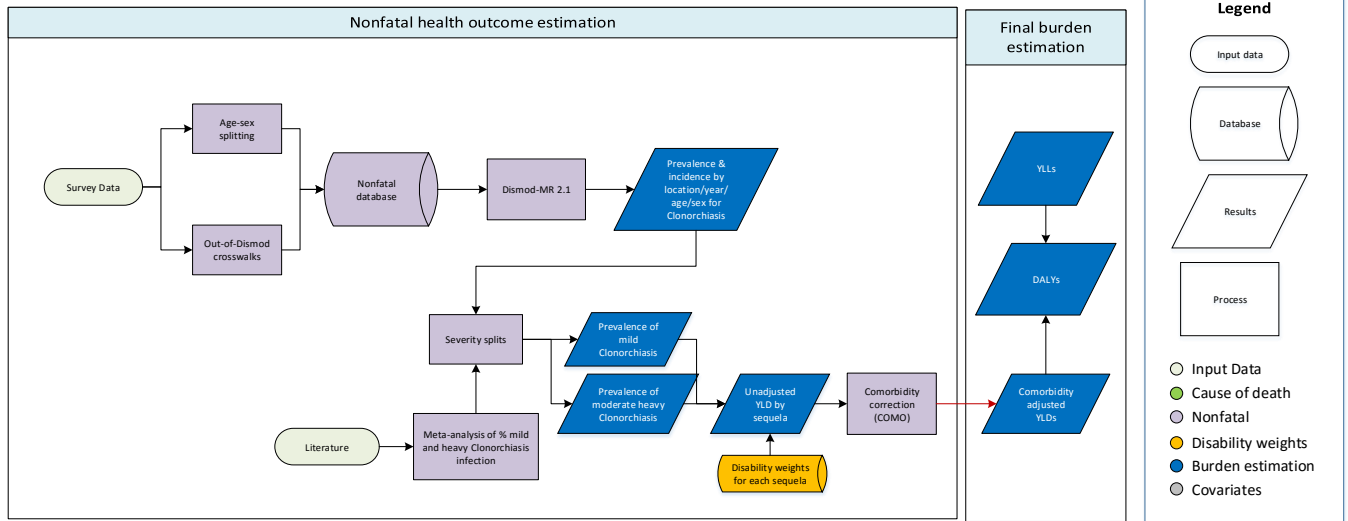 Nonfatal health outcome estimation
Final burden
estimation
Legend
Input data
Database
Results
Process
Input Data
Cause of death
Nonfatal
Disability weights
Burden estimation
Covariates
Survey Data
Age-sex
splitting
Out-of-Dismod
crosswalks
Nonfatal
database
Dismod-MR 2.1
Prevalence &
incidence by
location/year/
age/sex for
Clonorchiasis
Severity splits
Literature
Meta-analysis of % mild
and heavy Clonorchiasis
infection
Prevalence of
mild
Clonorchiasis
Prevalence of
moderate heavy
Clonorchiasis
Unadjusted
YLD by
sequela
Disability weights
for each sequela
Comorbidity
correction
(COMO)
YLLs
DALYs
Comorbidity
adjusted
YLDs